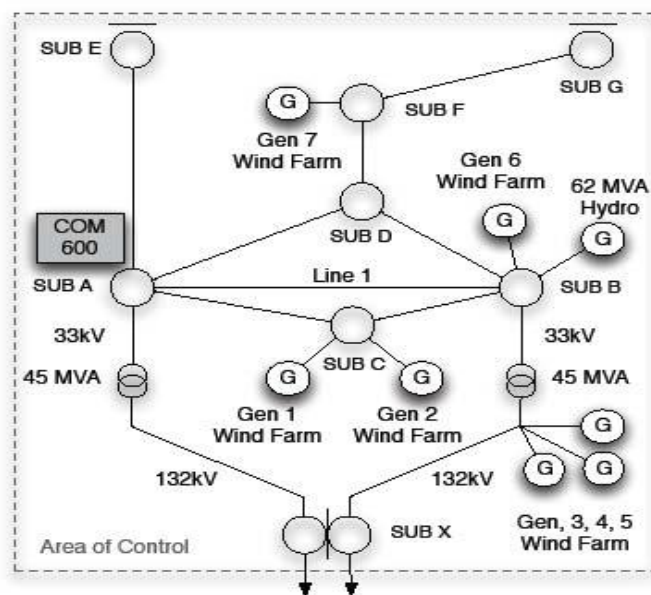 SUB E
SUB G
G
SUB F
Gen 7
Wind Farm
Gen 6
Wind Farm
62 MVA
Hydro
G
G
SUB D
COM
600
SUB A
Line 1
SUB B
33kV
33kV
SUB C
45 MVA
45 MVA
G
G
Gen 1
Wind Farm
Gen 2
Wind Farm
G
G
G
132kV
132kV
SUB X
Gen, 3, 4, 5
Wind Farm
Area of Control